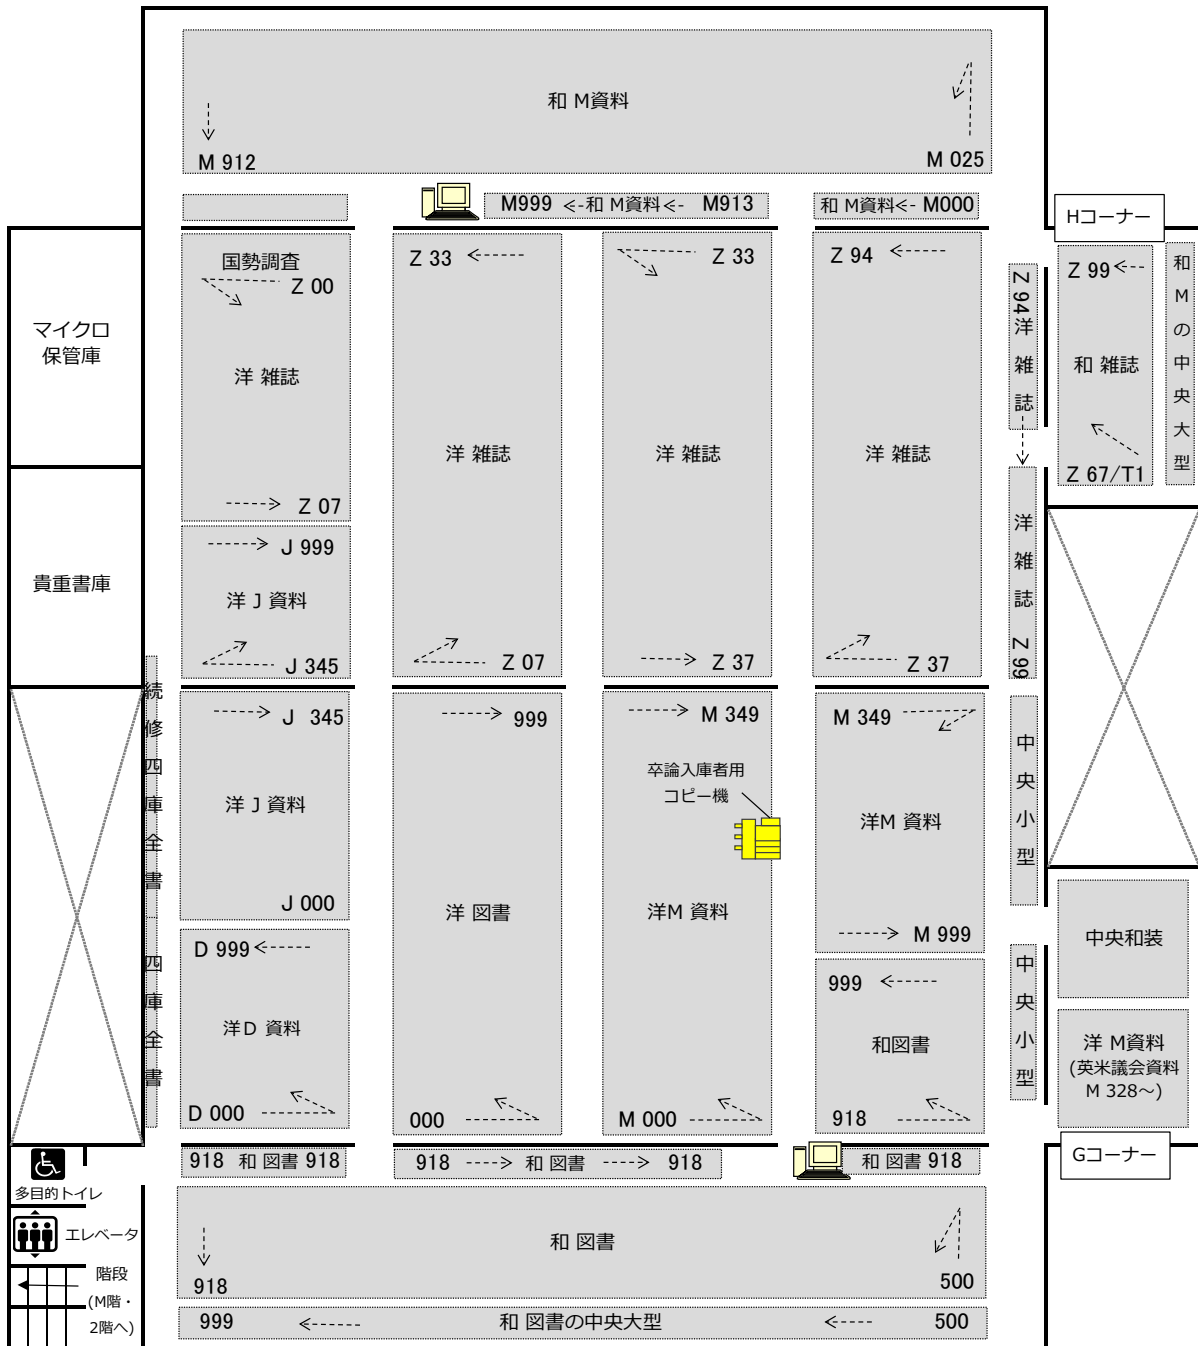 和 M資料
M 912
M 025
M999 <-和 M資料<- M913
和 M資料<- M000
Hコーナー
マイクロ
保管庫
貴重書庫
国勢調査
Z 00
洋 雑誌
Z 07
J 999
洋 J 資料
J 345
Z 33
洋 雑誌
Z 07
Z 33
洋 雑誌
Z 37
Z 94
洋 雑誌
Z 37
Z 94洋雑誌
洋雑誌 Z 99
Z 99
和 雑誌
Z 67/T1
和Mの中央大型
続修四庫全書
四庫全書
J 345
洋 J 資料
J 000
D 999
洋D 資料
D 000
999
洋 図書
000
M 349
卒論入庫者用
コピー機
洋M 資料
M 000
M 349
洋M 資料
M 999
999
和図書
918
中央小型
中央小型
中央和装
洋 M資料
(英米議会資料
M 328～)
Gコーナー
918 和 図書 918
918 ----> 和 図書 ----> 918
和 図書 918
多目的トイレ
エレベータ
階段
(M階・
2階へ)
和 図書
918
500
999 <----- 和 図書の中央大型 <---- 500